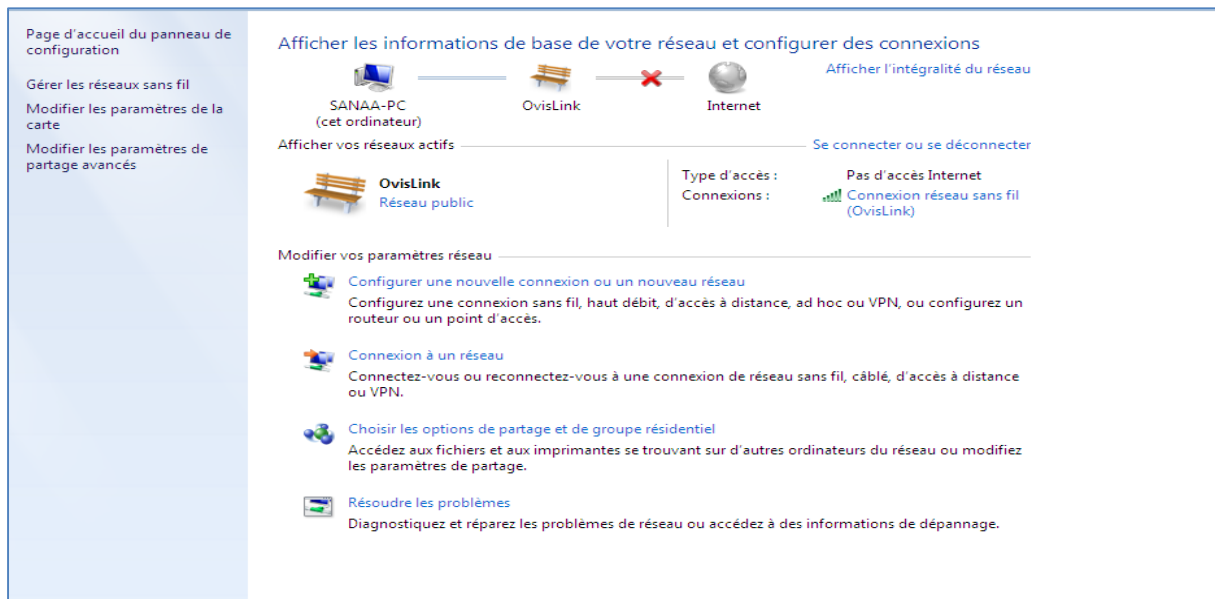 Page d'accueil du panneau de
configuration
Gérer les réseaux sans fil
Modifier les paramètres de la
carte
Modifier les paramètres de
partage avancés
Afficher les informations de base de votre réseau et configurer des connexions
Afficher l'intégralité du réseau
SANAA-PC
(cet ordinateur)
OvisLink
Internet
Afficher vos réseaux actifs
Se connecter ou se déconnecter
OvisLink
Réseau public
Type d'accès :
Pas d'accès Internet
Connexions :
Connexion réseau sans fil
(OvisLink)
Modifier vos paramètres réseau
Configurer une nouvelle connexion ou un nouveau réseau
Configurez une connexion sans fil, haut débit, d'accès à distance, ad hoc ou VPN, ou configurez un
routeur ou un point d'accès.
Connexion à un réseau
Connectez-vous ou reconnectez-vous à une connexion de réseau sans fil, câblé, d'accès à distance
ou VPN.
Choisir les options de partage et de groupe résidentiel
Accédez aux fichiers et aux imprimantes se trouvant sur d'autres ordinateurs du réseau ou modifiez
les paramètres de partage.
Résoudre les problèmes
Diagnostiquez et réparez les problèmes de réseau ou accédez à des informations de dépannage.